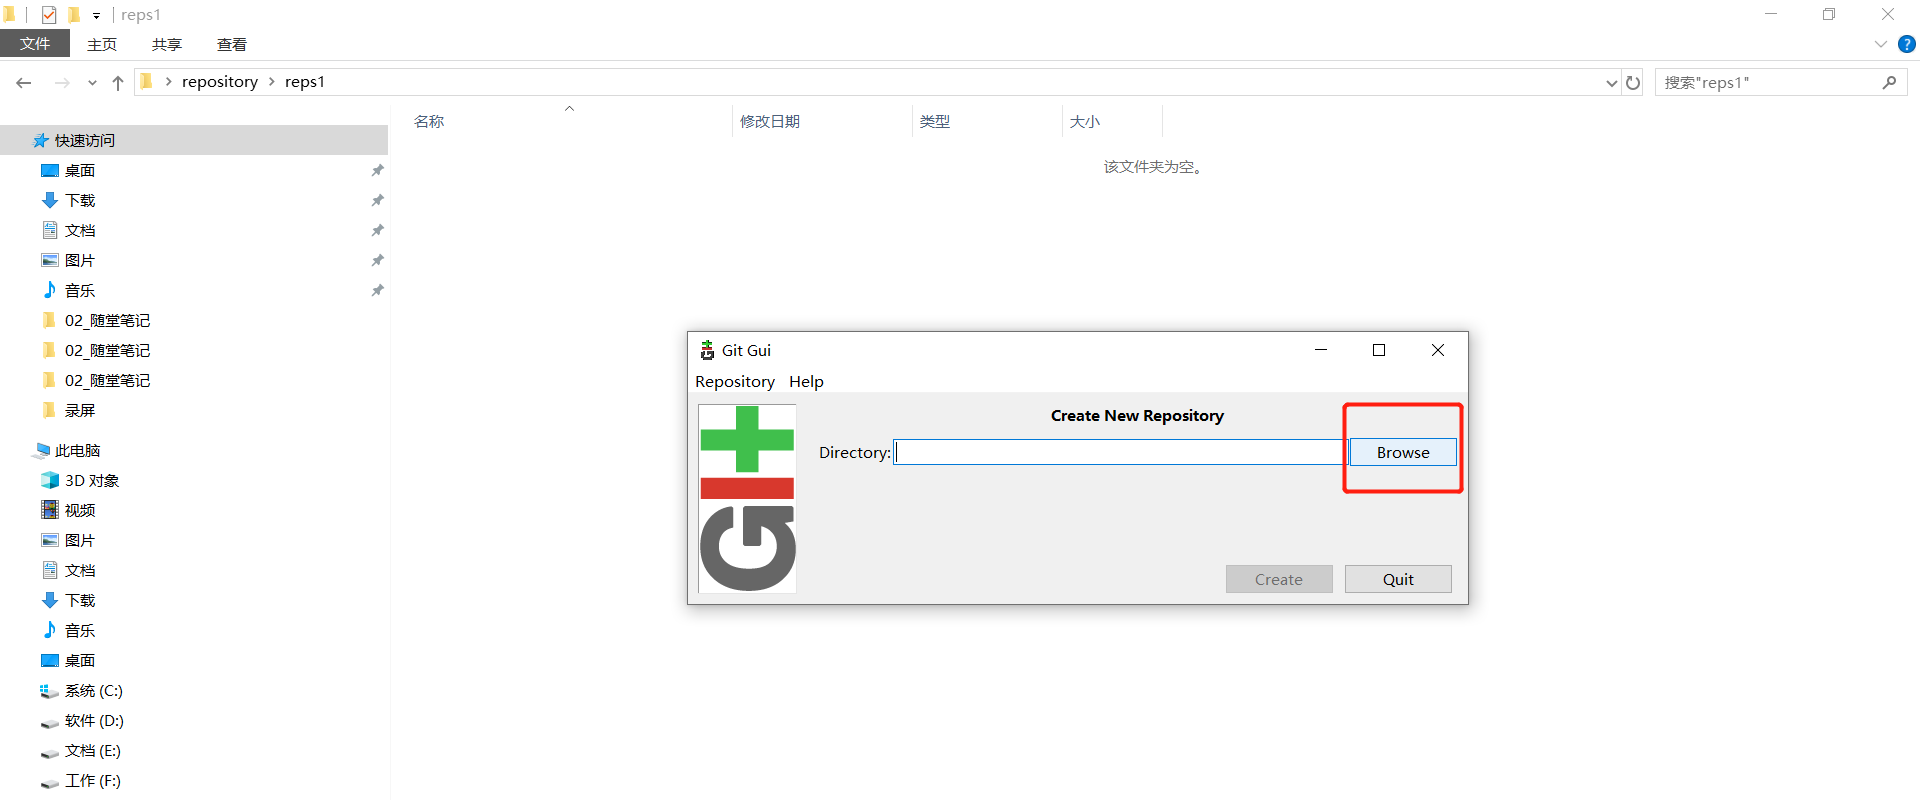 reps1
文件 主页 共享 查看
repository reps1 搜索"reps1"
名称 修改日期 类型 大小
该文件夹为空。
快速访问
桌面
下载
文档
图片
音乐
02_随堂笔记
02_随堂笔记
02_随堂笔记
录屏
此电脑
3D 对象
视频
图片
文档
下载
音乐
桌面
系统 (C:)
软件 (D:)
文档 (E:)
工作 (F:)
Git Gui
Repository Help
Create New Repository
Directory: Browse
GIT
Create Quit